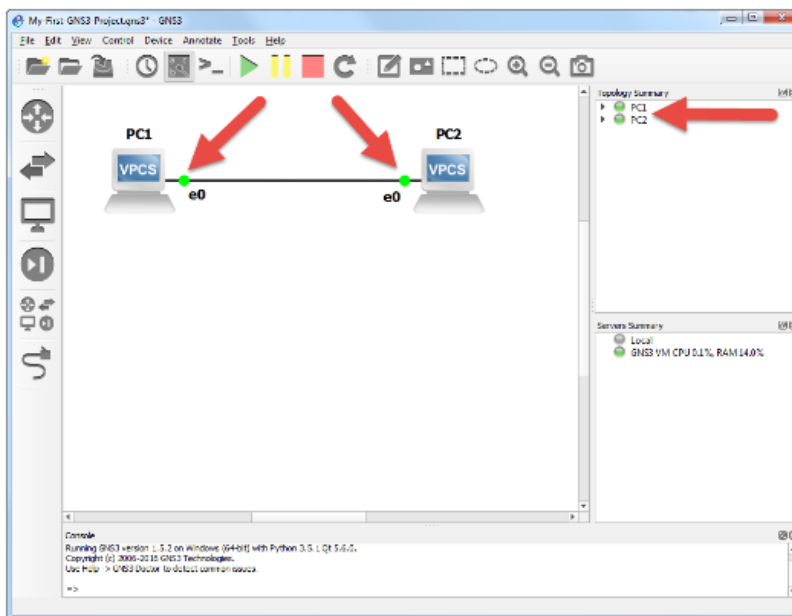 My-First GNS3 Project.gns3* - GNS3
File Edit View Control Device Annotate Tools Help
Topology Summary
PC1
PC2
PC1
PC2
VPCS
VPCS
e0
e0
Servers Summary
Local
GNS3 VM CPU 0.1%, RAM 14.0%
Console
Running GNS3 version 1.5.2 on Windows (64-bit) with Python 3.5.1 Qt 5.6.0.
Copyright (c) 2006-2016 GNS3 Technologies.
Use Help -> GNS3 Doctor to detect common issues.
=>